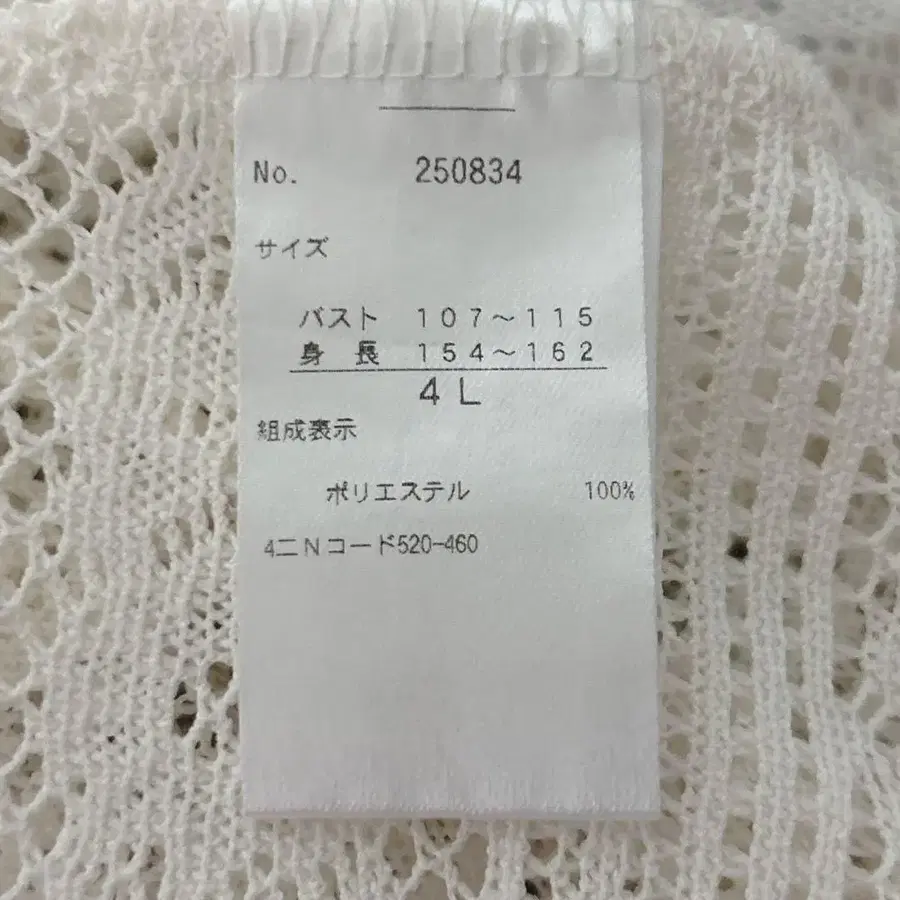 No. 250834
サイズ
バスト 107～115
身長 154～162
4L
組成表示
ポリエステル 100%
4ニNコード520-460